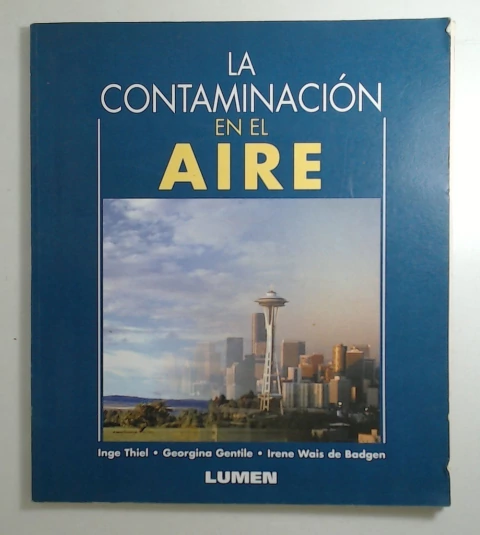 LA
CONTAMINACIÓN
EN EL
AIRE
Inge Thiel • Georgina Gentile • Irene Wais de Badgen
LUMEN